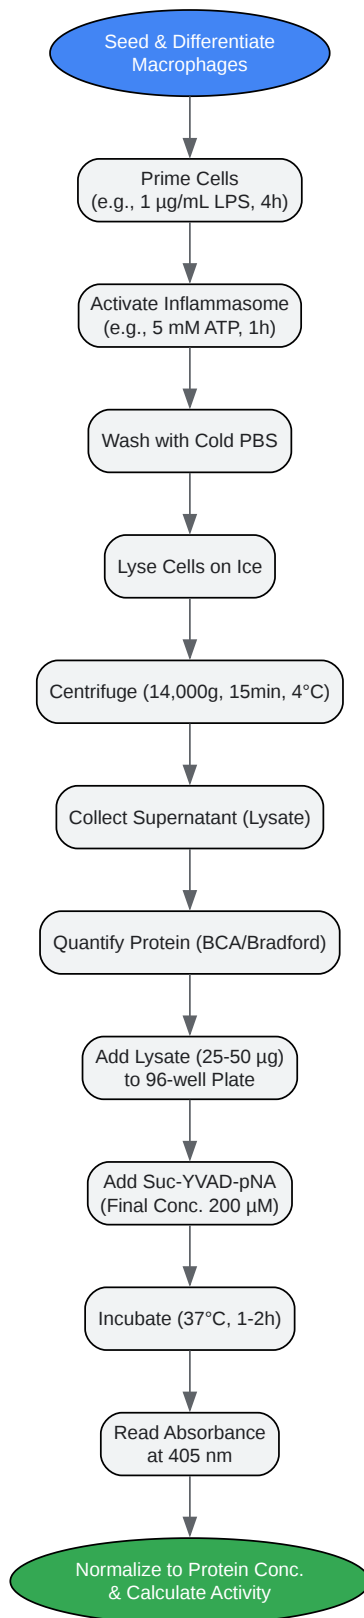 Seed & Differentiate
Macrophages
Prime Cells
(e.g., 1 µg/mL LPS, 4h)
Activate Inflammasome
(e.g., 5 mM ATP, 1h)
Wash with Cold PBS
Lyse Cells on Ice
Centrifuge (14,000g, 15min, 4°C)
Collect Supernatant (Lysate)
Quantify Protein (BCA/Bradford)
Add Lysate (25-50 µg)
to 96-well Plate
Add Suc-YVAD-pNA
(Final Conc. 200 µM)
Incubate (37°C, 1-2h)
Read Absorbance
at 405 nm
Normalize to Protein Conc.
& Calculate Activity